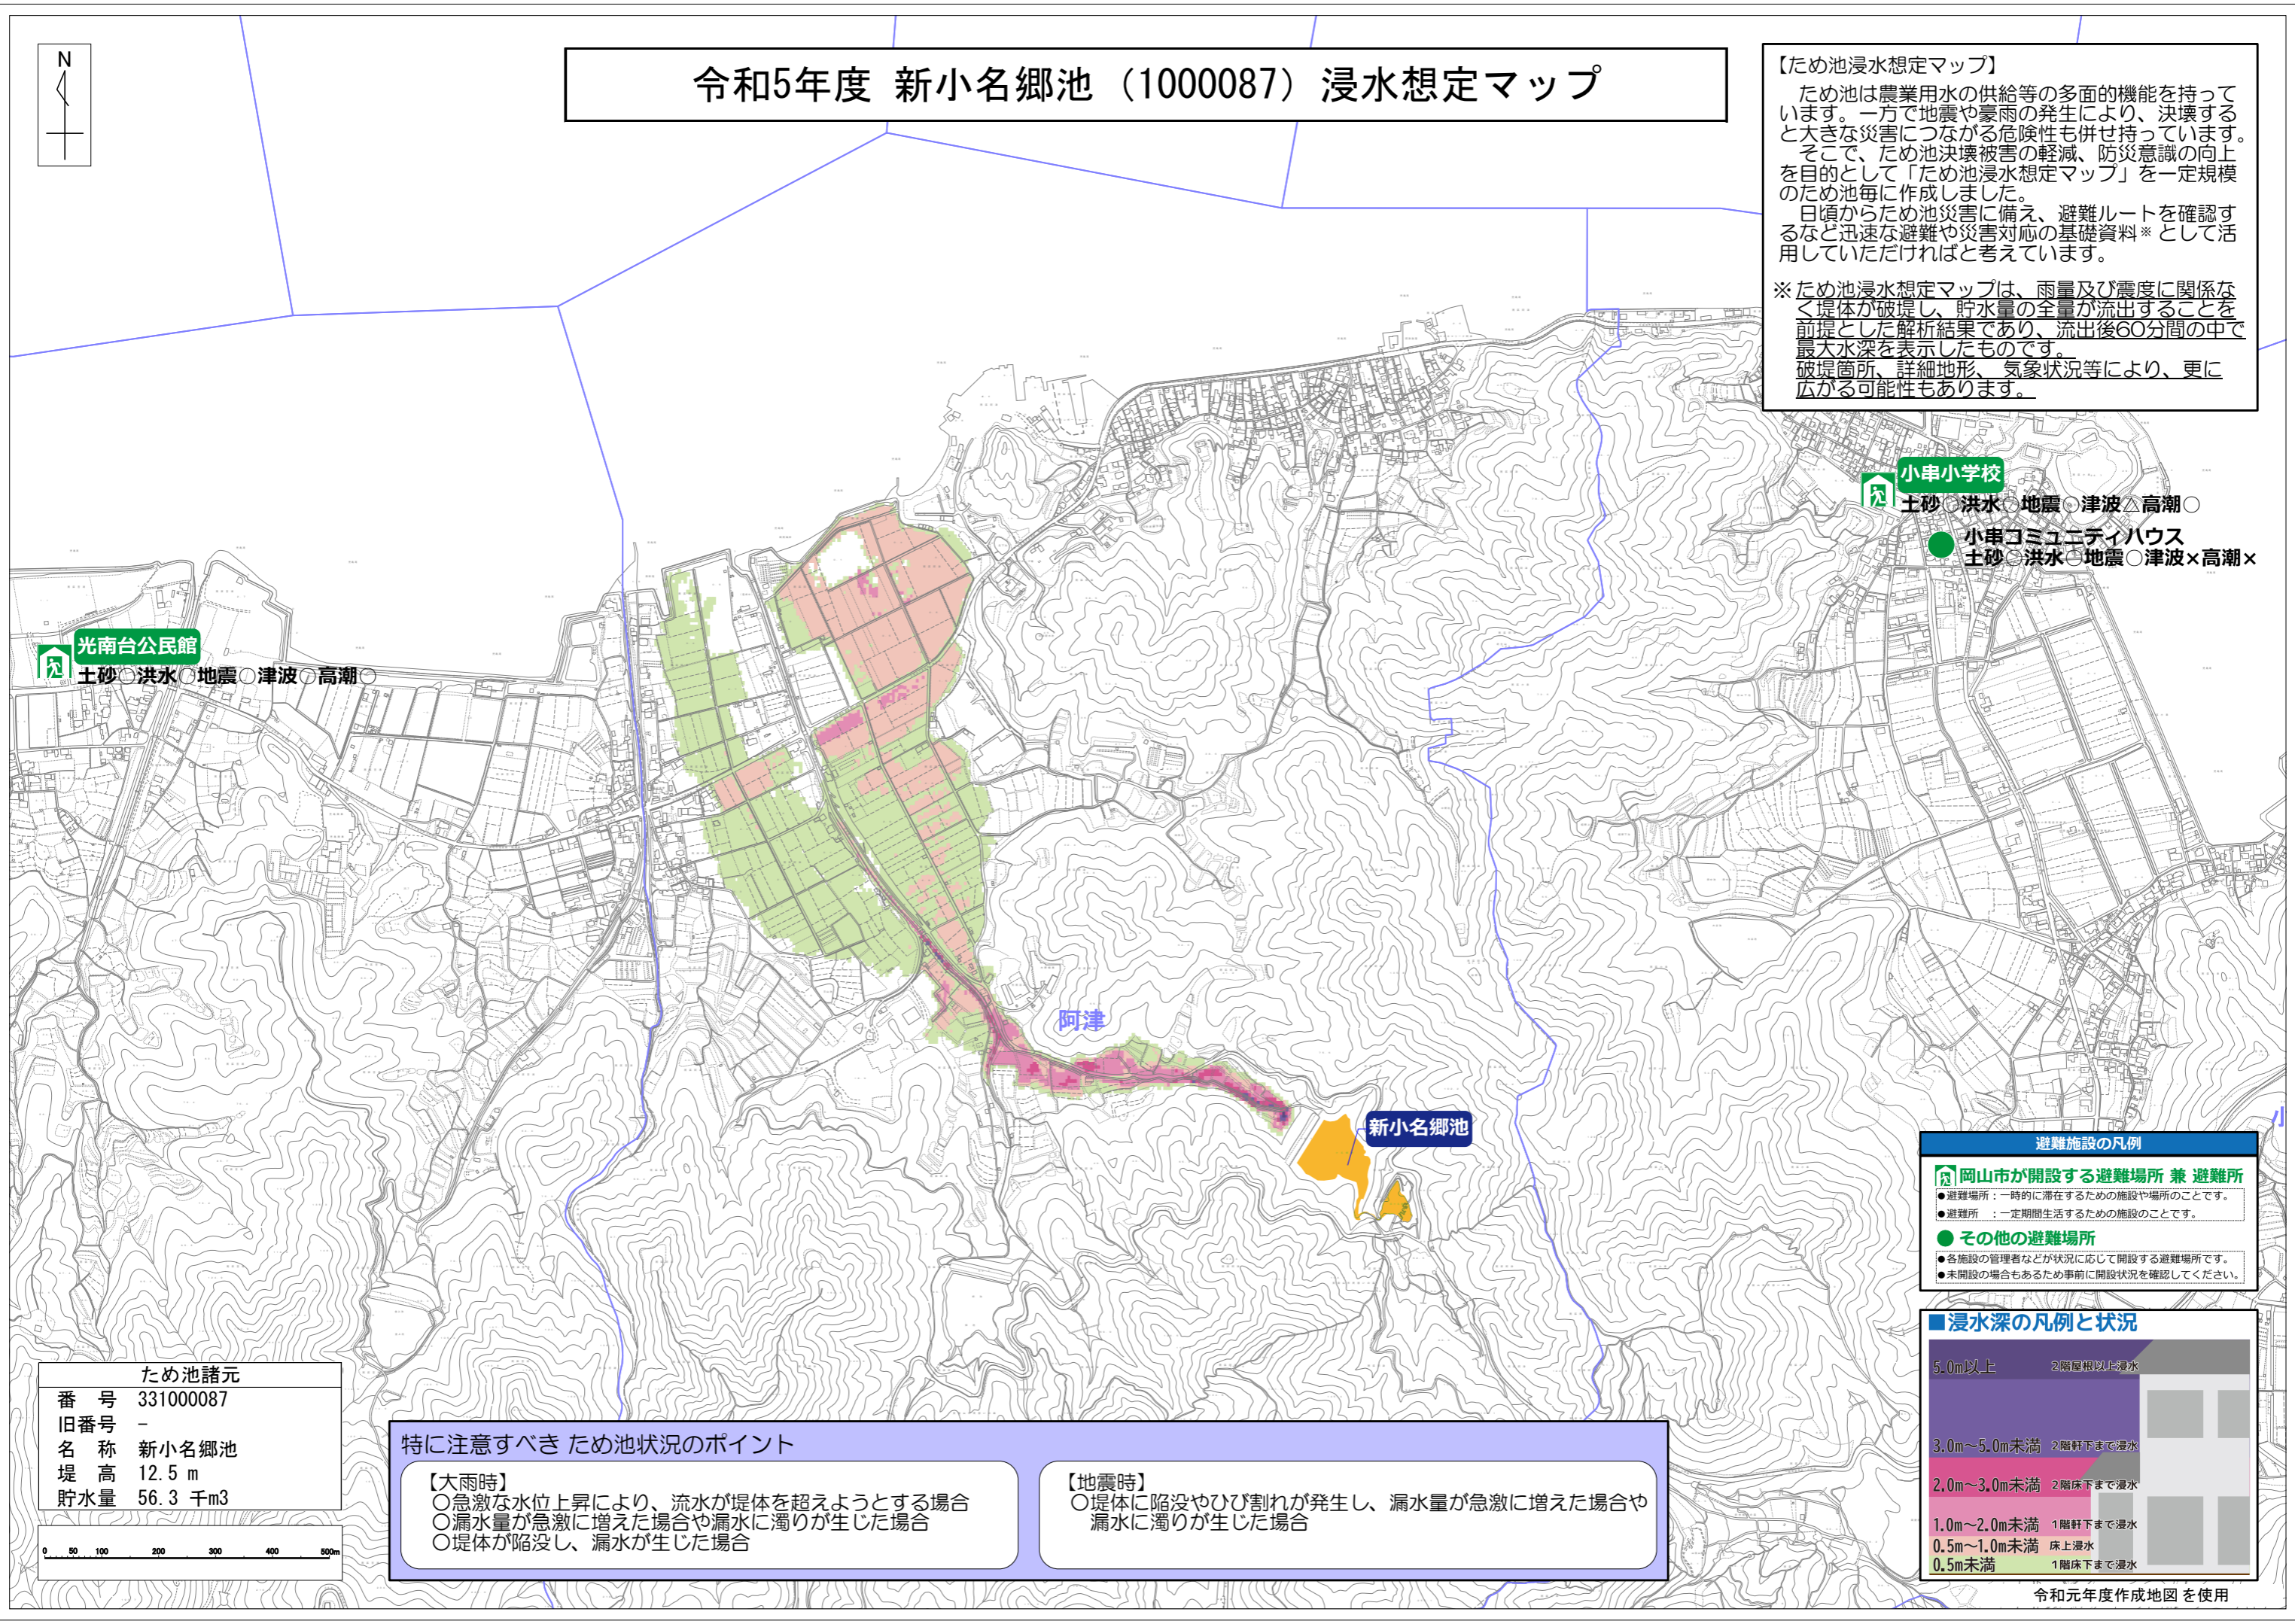 N
令和5年度 新小名郷池（1000087）浸水想定マップ
【ため池浸水想定マップ】
ため池は農業用水の供給等の多面的機能を持って
います。一方で地震や豪雨の発生により、決壊する
と大きな災害につながる危険性も併せ持っています。
そこで、ため池決壊被害の軽減、防災意識の向上
を目的として「ため池浸水想定マップ」を一定規模
のため池毎に作成しました。
日頃からため池災害に備え、避難ルートを確認す
るなど迅速な避難や災害対応の基礎資料※として活
用していただければと考えています。
※ため池浸水想定マップは、雨量及び震度に関係な
く堤体が破堤し、貯水量の全量が流出することを
前提とした解析結果であり、流出後60分間の中で
最大水深を表示したものです。
破堤箇所、詳細地形、気象状況等により、更に
広がる可能性もあります。
小串小学校
土砂○洪水○地震○津波△高潮○
小串コミュニティハウス
土砂○洪水○地震○津波×高潮×
光南台公民館
土砂○洪水○地震○津波○高潮○
阿津
新小名郷池
小
避難施設の凡例
岡山市が開設する避難場所 兼 避難所
●避難場所：一時的に滞在するための施設や場所のことです。
●避難所 ：一定期間生活するための施設のことです。
その他の避難場所
●各施設の管理者などが状況に応じて開設する避難場所です。
●未開設の場合もあるため事前に開設状況を確認してください。
■浸水深の凡例と状況
5.0m以上 2階屋根以上浸水
3.0m～5.0m未満 2階軒下まで浸水
2.0m～3.0m未満 2階床下まで浸水
1.0m～2.0m未満 1階軒下まで浸水
0.5m～1.0m未満 床上浸水
0.5m未満 1階床下まで浸水
令和元年度作成地図を使用
ため池諸元
番 号 331000087
旧番号 -
名 称 新小名郷池
堤 高 12.5 m
貯水量 56.3 千m3
0 50 100 200 300 400 500m
特に注意すべき ため池状況のポイント
【大雨時】
○急激な水位上昇により、流水が堤体を超えようとする場合
○漏水量が急激に増えた場合や漏水に濁りが生じた場合
○堤体が陥没し、漏水が生じた場合
【地震時】
○堤体に陥没やひび割れが発生し、漏水量が急激に増えた場合や
漏水に濁りが生じた場合